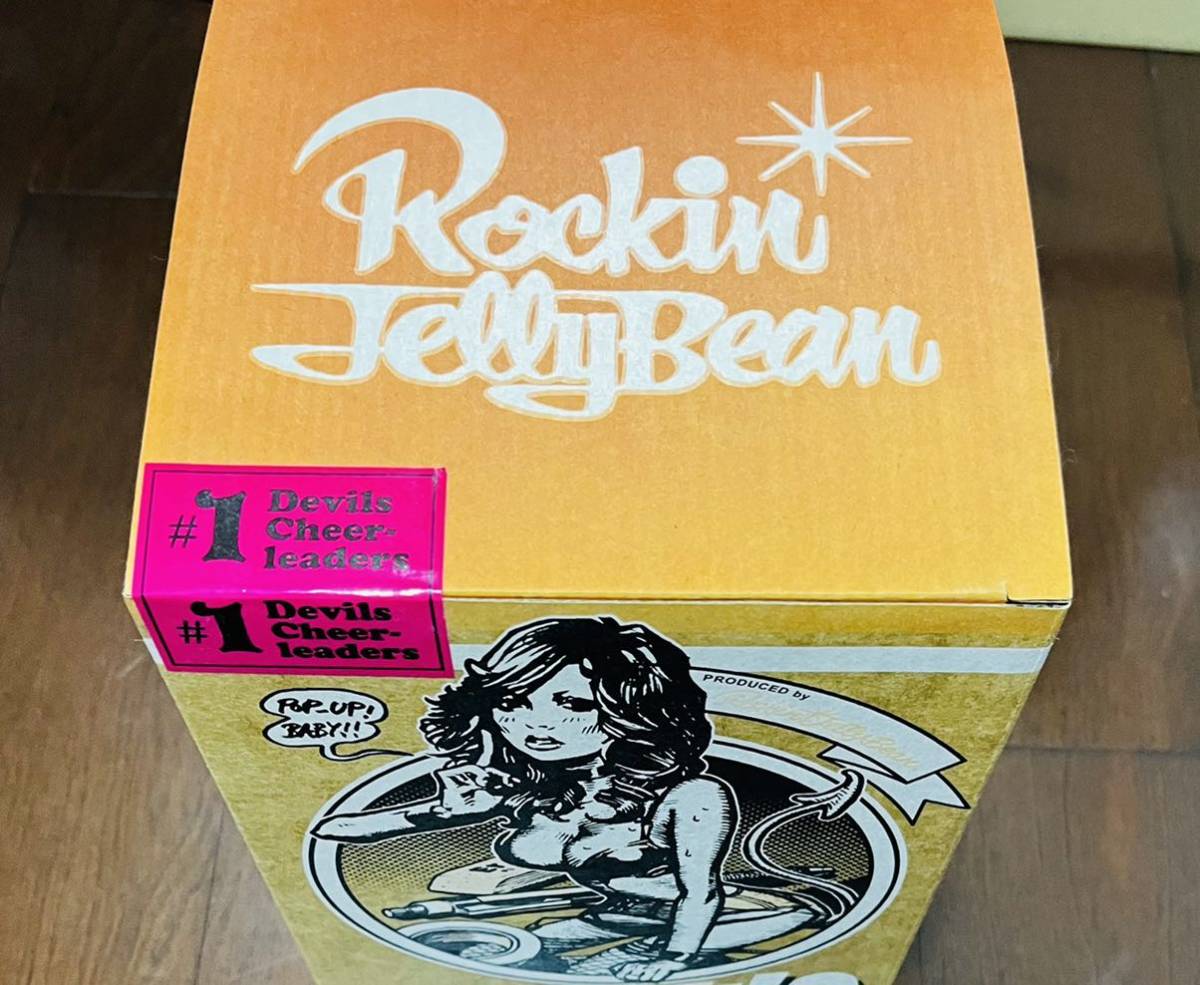 Rockin
JellyBean
#1 Devils
Cheer-
leaders
#1 Devils
Cheer-
leaders
POP-UP!
BABY!!
PRODUCED by